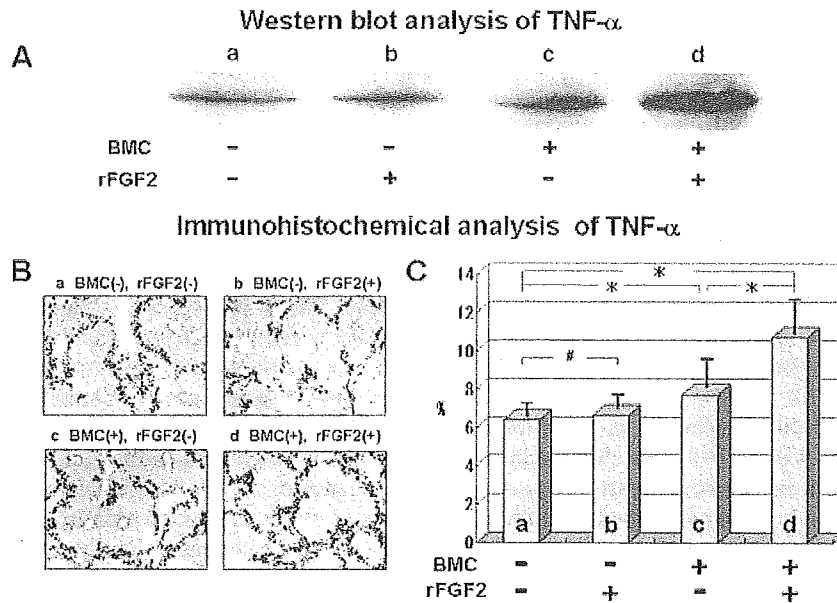 Western blot analysis of TNF-α
A
a b c d
BMC - - + +
rFGF2 - + - +
Immunohistochemical analysis of TNF-α
B
a BMC(-), rFGF2(-)
b BMC(-), rFGF2(+)
c BMC(+), rFGF2(-)
d BMC(+), rFGF2(+)
C
14
12
10
8
6
4
2
0
%
*
* *
#
a b c d
BMC - - + +
rFGF2 - + - +